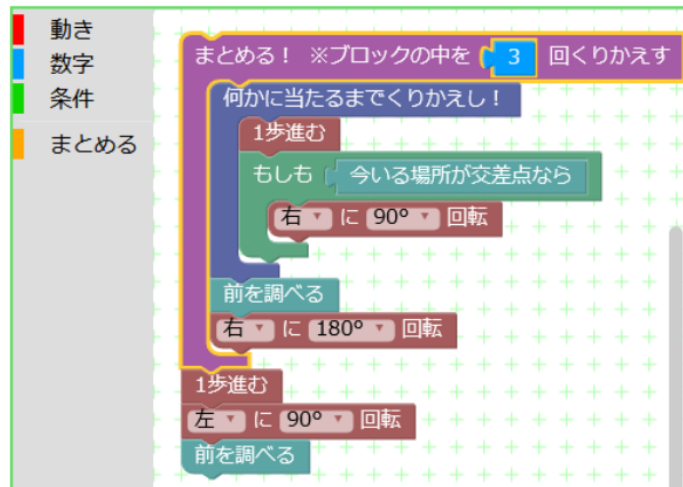 動き
数字
条件
まとめる
まとめる！ ※ブロックの中を 3 回くりかえす
何かに当たるまでくりかえし！
1歩進む
もしも 今いる場所が交差点なら
右 に 90° 回転
前を調べる
右 に 180° 回転
1歩進む
左 に 90° 回転
前を調べる